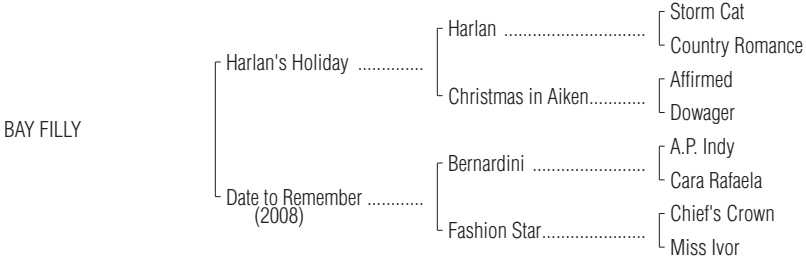 Storm Cat
Harlan ..............................
Country Romance
Harlan's Holiday ..............
Affirmed
Christmas in Aiken............
Dowager
BAY FILLY
A.P. Indy
Bernardini ........................
Cara Rafaela
Date to Remember ............
(2008)
Chief's Crown
Fashion Star......................
Miss Ivor